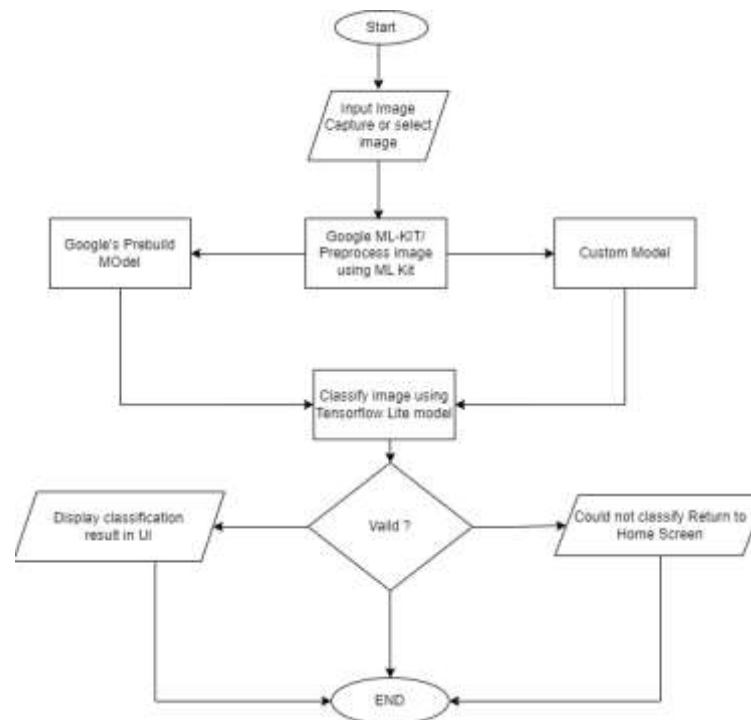 Start
Input Image
Capture or select
image
Google's Prebuild
MOdel
Google ML-KIT/
Preprocess image
using ML Kit
Custom Model
Classify image using
Tensorflow Lite model
Display classification
result in UI
Vaild ?
Could not classify Return to
Home Screen
END